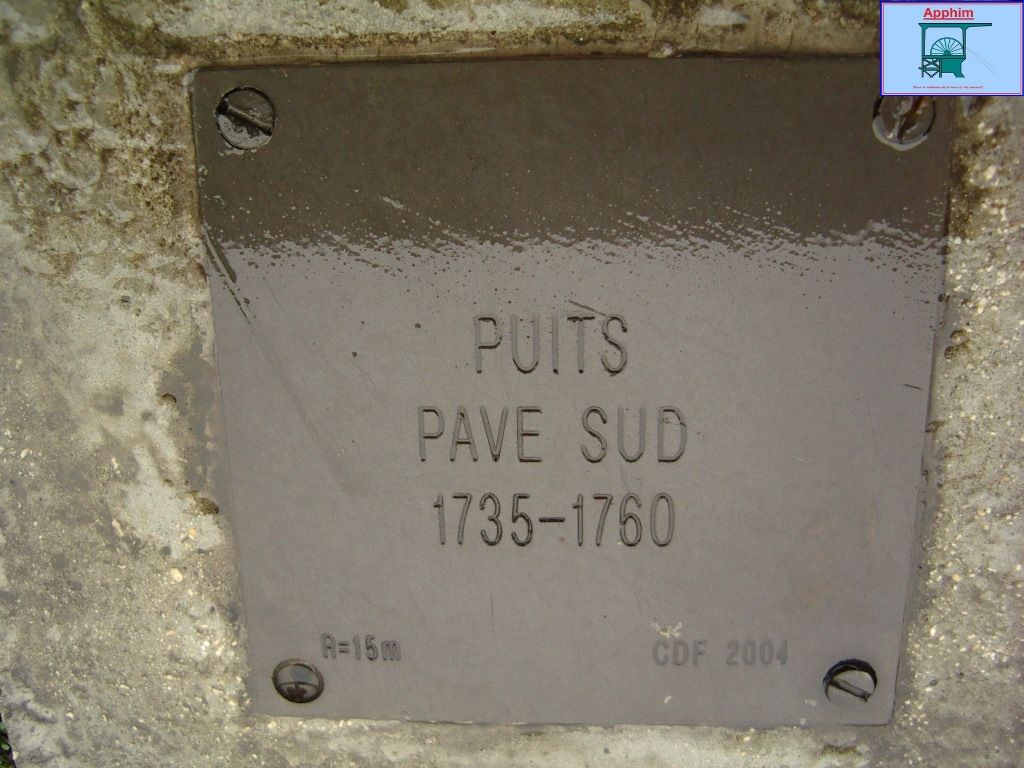 Apphim
PUITS
PAVE SUD
1735-1760
R=15m
CDF 2004